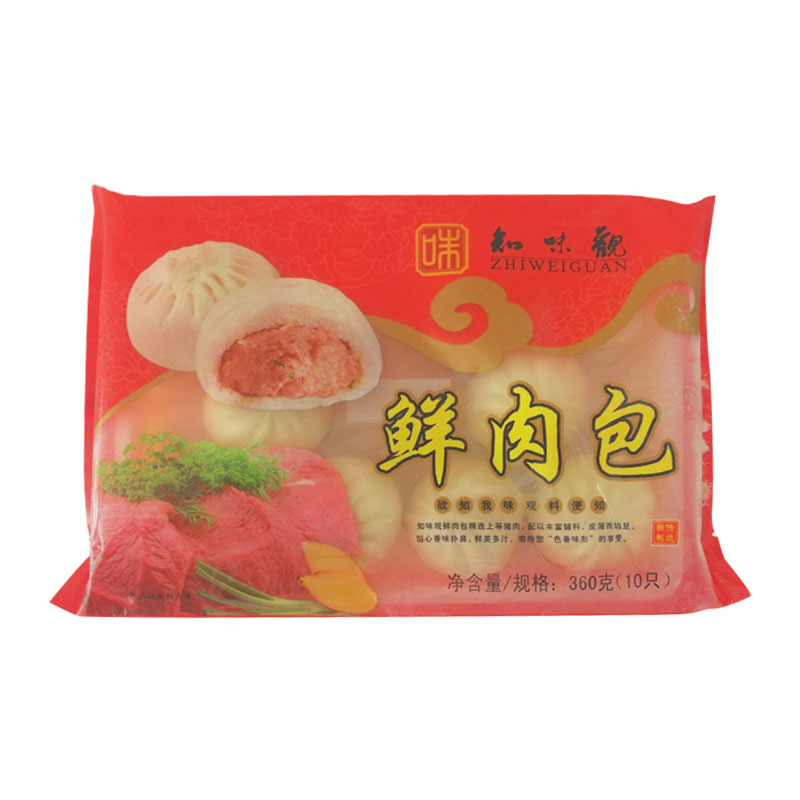 味
知味觀
ZHIWEIGUAN
鲜肉包
欲知我味观料便知
知味观鲜肉包精选上等猪肉，配以丰富辅料，皮薄而馅足，
馅心香味扑鼻，鲜美多汁，带给您“色香味形”的享受。
净含量/规格：360克(10只)